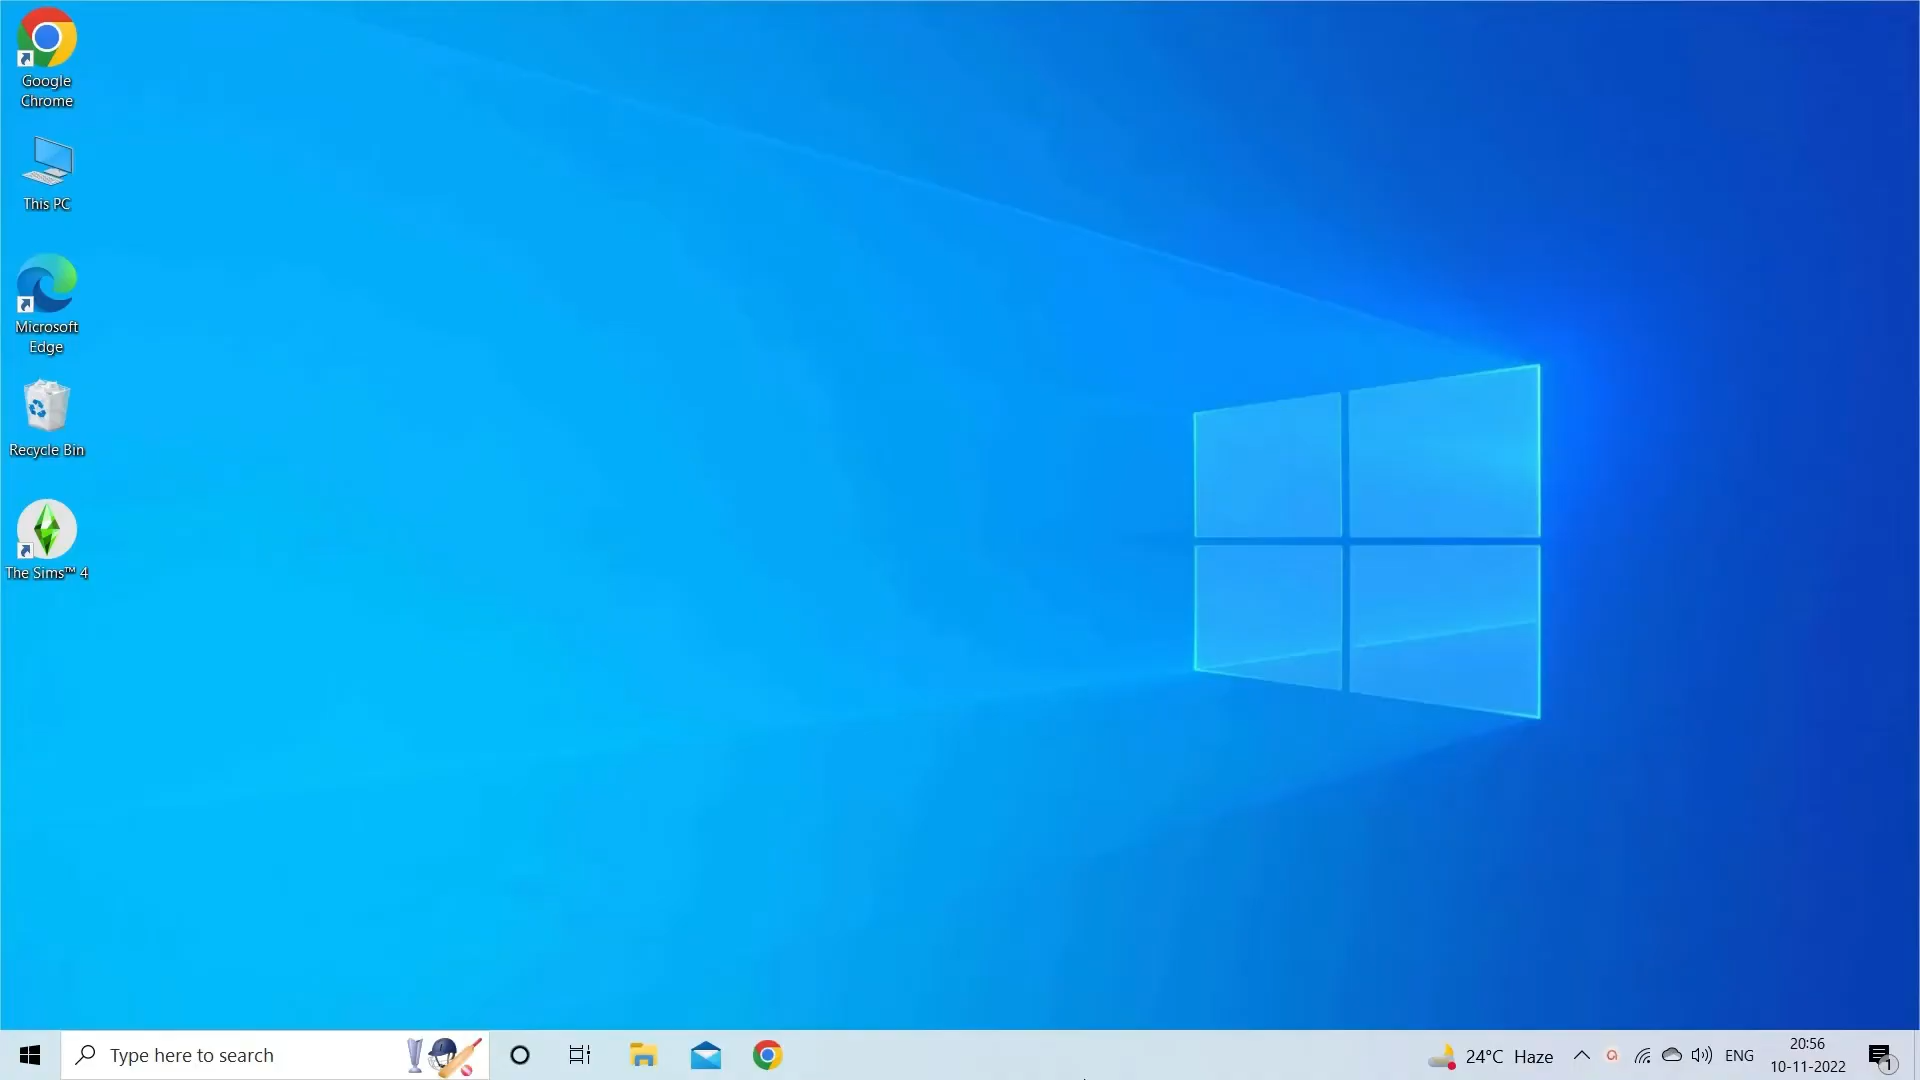 Google
Chrome
This PC
Microsoft
Edge
Recycle Bin
The Sims™ 4
Type here to search
24°C Haze
ENG
20:56
10-11-2022
1